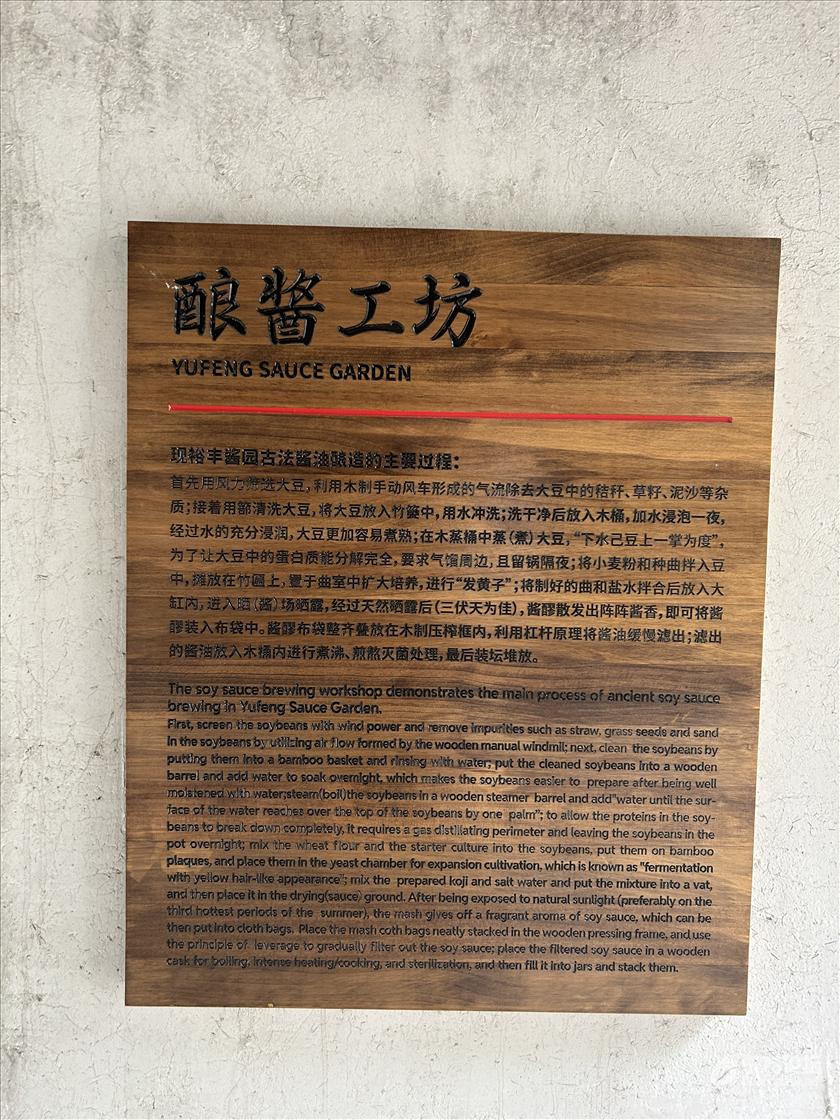 酿酱工坊
YUFENG SAUCE GARDEN
现裕丰酱园古法酱油酿造的主要过程：
首先用风力筛选大豆，利用木制手动风车形成的气流除去大豆中的秸秆、草籽、泥沙等杂
质；接着用箩清洗大豆，将大豆放入竹箩中，用水冲洗；洗干净后放入木桶，加水浸泡一夜，
经过水的充分浸润，大豆更加容易煮熟；在木蒸桶中蒸（煮）大豆，“下水己豆上一掌为度”，
为了让大豆中的蛋白质能分解完全，要求气馏周边，且留锅隔夜；将小麦粉和种曲拌入豆
中，摊放在竹匾上，置于曲室中扩大培养，进行“发黄子”；将制好的曲和盐水拌合后放入大
缸内，进入晒（酱）场晒露，经过天然晒露后（三伏天为佳），酱醪散发出阵阵酱香，即可将酱
醪装入布袋中。酱醪布袋整齐叠放在木制压榨框内，利用杠杆原理将酱油缓慢滤出；滤出
的酱油放入木桶内进行煮沸、煎熬灭菌处理，最后装坛堆放。
The soy sauce brewing workshop demonstrates the main process of ancient soy sauce
brewing in Yufeng Sauce Garden.
First, screen the soybeans with wind power and remove impurities such as straw, grass seeds and sand
in the soybeans by utilizing air flow formed by the wooden manual windmil; next, clean the soybeans by
putting them into a bamboo basket and rinsing with water; put the cleaned soybeans into a wooden
barrel and add water to soak overnight, which makes the soybeans easier to prepare after being well
moistened with water;steam(boil)the soybeans in a wooden steamer barrel and add"water until the sur-
face of the water reaches over the top of the soybeans by one palm"; to allow the proteins in the soy-
beans to break down completely, it requires a gas distillating perimeter and leaving the soybeans in the
pot overnight; mix the wheat flour and the starter culture into the soybeans, put them on bamboo
plaques, and place them in the yeast chamber for expansion cultivation, which is known as "fermentation
with yellow hair-like appearance"; mix the prepared koji and salt water and put the mixture into a vat,
and then place it in the drying(sauce) ground. After being exposed to natural sunlight (preferably on the
third hottest periods of the summer), the mash gives off a fragrant aroma of soy sauce, which can be
then put into cloth bags. Place the mash coth bags neatly stacked in the wooden pressing frame, and use
the principle of leverage to gradually filter out the soy sauce; place the filtered soy sauce in a wooden
cask for boiling, intense heating/cooking, and sterilization, and then fill it into jars and stack them.